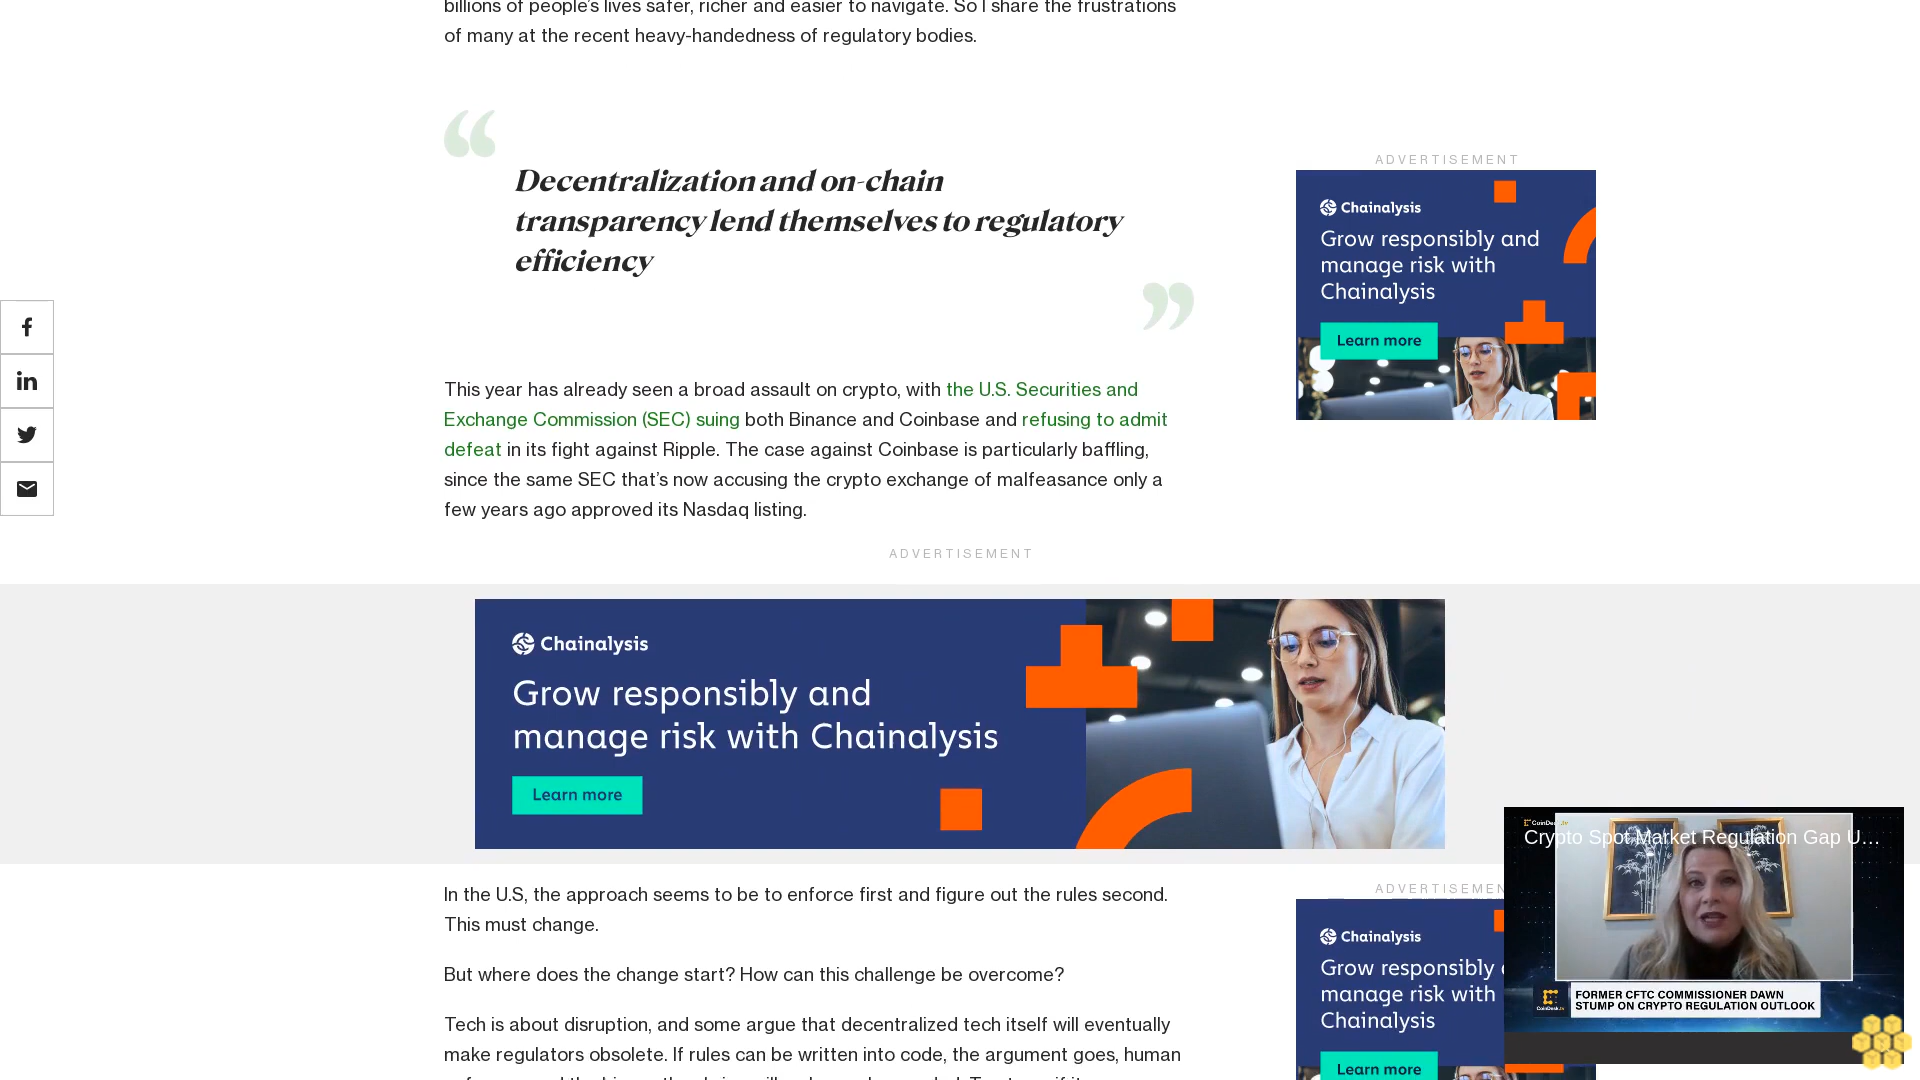 billions of people’s lives safer, richer and easier to navigate. So I share the frustrations
of many at the recent heavy-handedness of regulatory bodies.
Decentralization and on-chain
transparency lend themselves to regulatory
efficiency
ADVERTISEMENT
Chainalysis
Grow responsibly and
manage risk with
Chainalysis
Learn more
This year has already seen a broad assault on crypto, with the U.S. Securities and
Exchange Commission (SEC) suing both Binance and Coinbase and refusing to admit
defeat in its fight against Ripple. The case against Coinbase is particularly baffling,
since the same SEC that’s now accusing the crypto exchange of malfeasance only a
few years ago approved its Nasdaq listing.
ADVERTISEMENT
Chainalysis
Grow responsibly and
manage risk with Chainalysis
Learn more
In the U.S, the approach seems to be to enforce first and figure out the rules second.
This must change.
But where does the change start? How can this challenge be overcome?
Tech is about disruption, and some argue that decentralized tech itself will eventually
make regulators obsolete. If rules can be written into code, the argument goes, human
ADVERTISEMEN
Chainalysis
Grow responsibly
manage risk with
Chainalysis
Learn more
Crypto Spot Market Regulation Gap U...
FORMER CFTC COMMISSIONER DAWN
STUMP ON CRYPTO REGULATION OUTLOOK
CoinDesk.tv